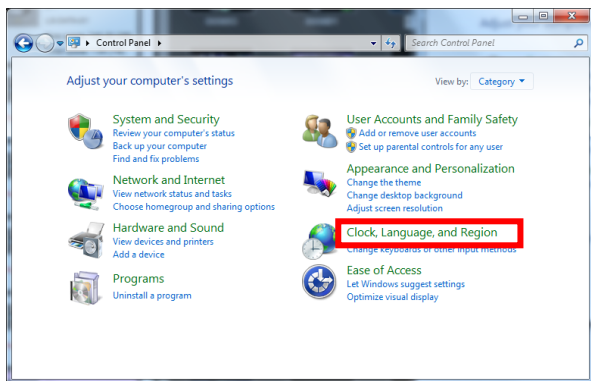 Control Panel
Search Control Panel
Adjust your computer's settings
View by: Category
System and Security
Review your computer's status
Back up your computer
Find and fix problems
Network and Internet
View network status and tasks
Choose homegroup and sharing options
Hardware and Sound
View devices and printers
Add a device
Programs
Uninstall a program
User Accounts and Family Safety
Add or remove user accounts
Set up parental controls for any user
Appearance and Personalization
Change the theme
Change desktop background
Adjust screen resolution
Clock, Language, and Region
Change keyboards or other input methods
Ease of Access
Let Windows suggest settings
Optimize visual display